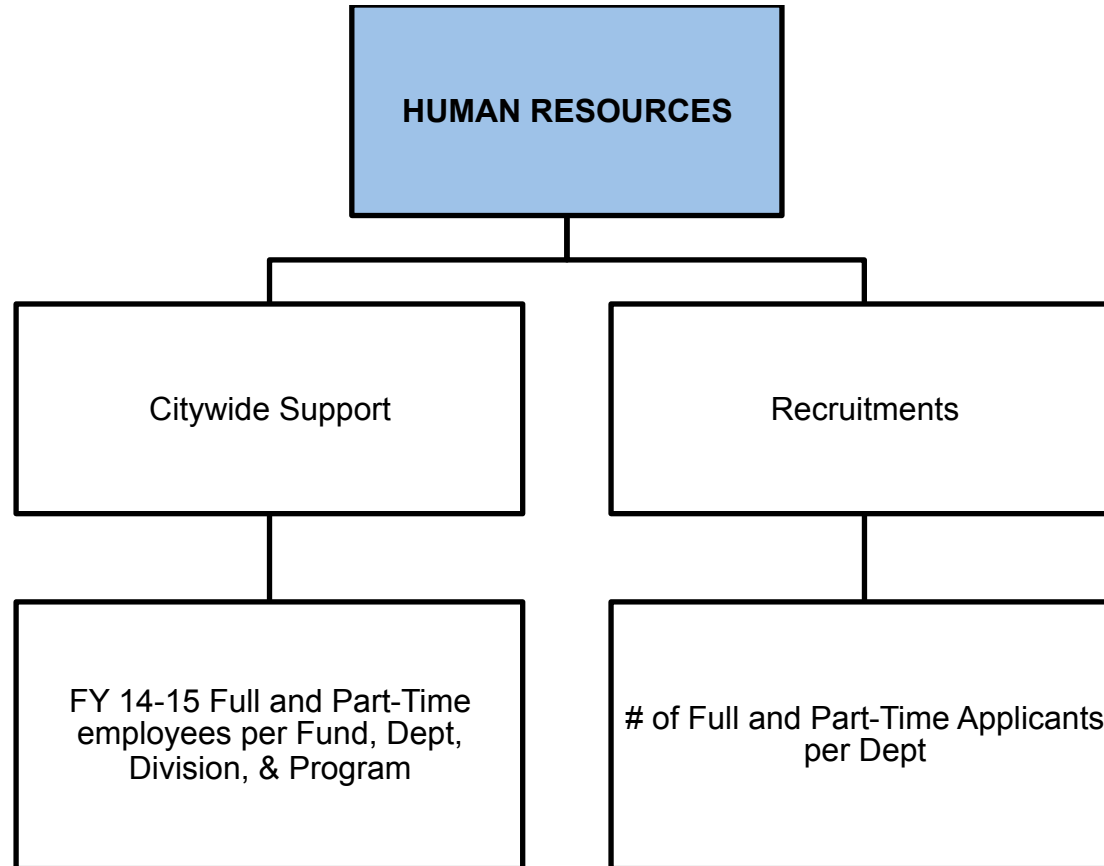 HUMAN RESOURCES
Citywide Support
Recruitments
FY 14-15 Full and Part-Time
employees per Fund, Dept,
Division, & Program
# of Full and Part-Time Applicants
per Dept